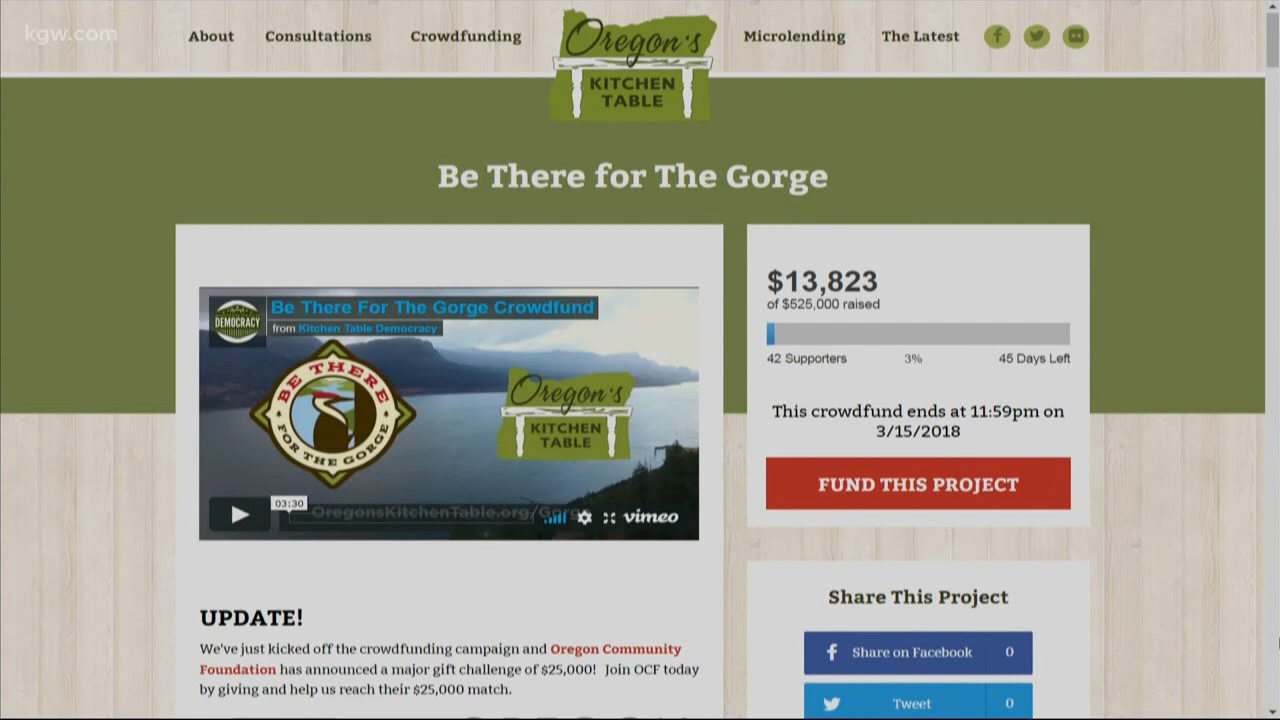 kgw.com
About
Consultations
Crowdfunding
Oregon's
KITCHEN
TABLE
Microlending
The Latest
Be There for The Gorge
DEMOCRACY
Be There For The Gorge Crowdfund
from Kitchen Table Democracy
BE THERE
FOR THE GORGE
Oregon's
KITCHEN
TABLE
03:30
OregonsKitchenTable.org/Gorge
vimeo
$13,823
of $525,000 raised
42 Supporters
3%
45 Days Left
This crowdfund ends at 11:59pm on
3/15/2018
FUND THIS PROJECT
UPDATE!
We've just kicked off the crowdfunding campaign and Oregon Community
Foundation has announced a major gift challenge of $25,000! Join OCF today
by giving and help us reach their $25,000 match.
Share This Project
Share on Facebook 0
Tweet 0